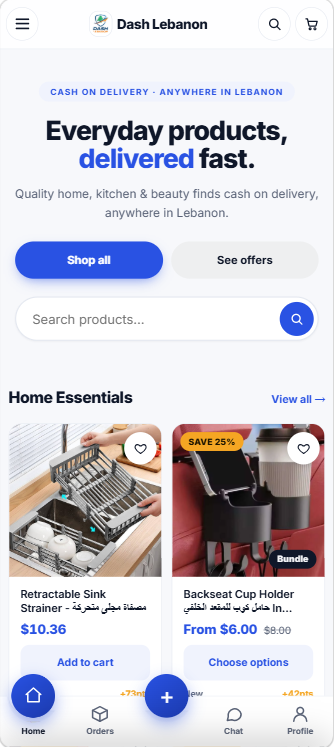 Dash Lebanon
CASH ON DELIVERY · ANYWHERE IN LEBANON
Everyday products,
delivered fast.
Quality home, kitchen & beauty finds cash on delivery,
anywhere in Lebanon.
Shop all
See offers
Search products...
Home Essentials
View all →
SAVE 25%
Bundle
Retractable Sink
Strainer - مصفاة مجلى متحركة
$10.36
Add to cart
Backseat Cup Holder
حامل كوب للمقعد الخلفي In...
From $6.00 $8.00
Choose options
+42pts
Home
Orders
+
Chat
Profile